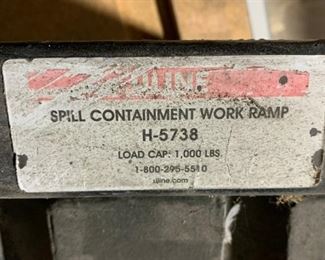 ULINE
SPILL CONTAINMENT WORK RAMP
H-5738
LOAD CAP: 1,000 LBS.
1-800-295-5510
uline.com